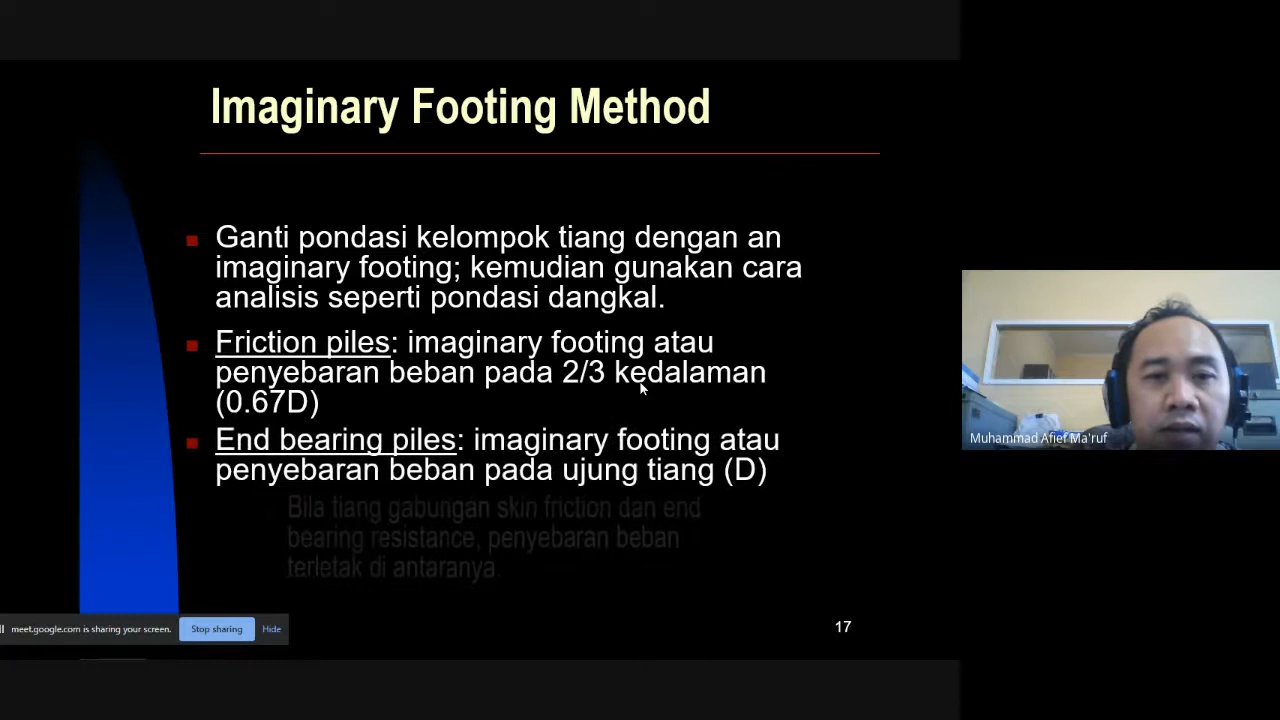 Imaginary Footing Method
Ganti pondasi kelompok tiang dengan an
imaginary footing; kemudian gunakan cara
analisis seperti pondasi dangkal.
Friction piles: imaginary footing atau
penyebaran beban pada 2/3 kedalaman
(0.67D)
End bearing piles: imaginary footing atau
penyebaran beban pada ujung tiang (D)
Bila tiang gabungan skin friction dan end
bearing resistance, penyebaran beban
terletak di antaranya.
meet.google.com is sharing your screen.
Stop sharing
Hide
17
Muhammad Afief Ma'ruf